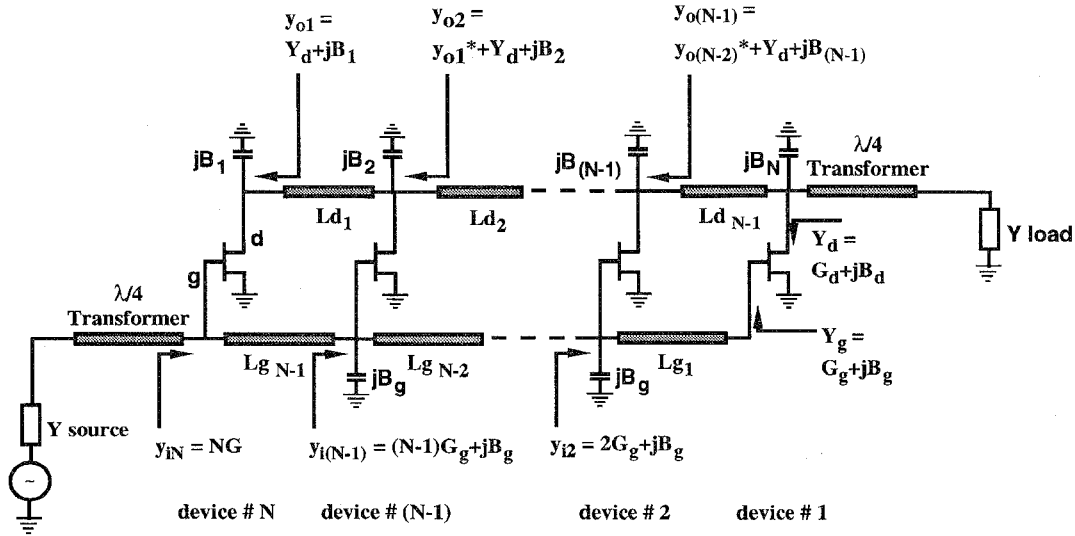 y_o1 =
Y_d+jB_1
y_o2 =
y_o1*+Y_d+jB_2
y_o(N-1) =
y_o(N-2)*+Y_d+jB_(N-1)
jB_1
jB_2
jB_(N-1)
jB_N
λ/4
Transformer
Ld_1
Ld_2
Ld_N-1
Y load
d
g
Y_d =
G_d+jB_d
λ/4
Transformer
Lg_N-1
Lg_N-2
Lg_1
Y_g =
G_g+jB_g
jB_g
jB_g
Y source
~
y_iN = NG
y_i(N-1) = (N-1)G_g+jB_g
y_i2 = 2G_g+jB_g
device # N
device # (N-1)
device # 2
device # 1